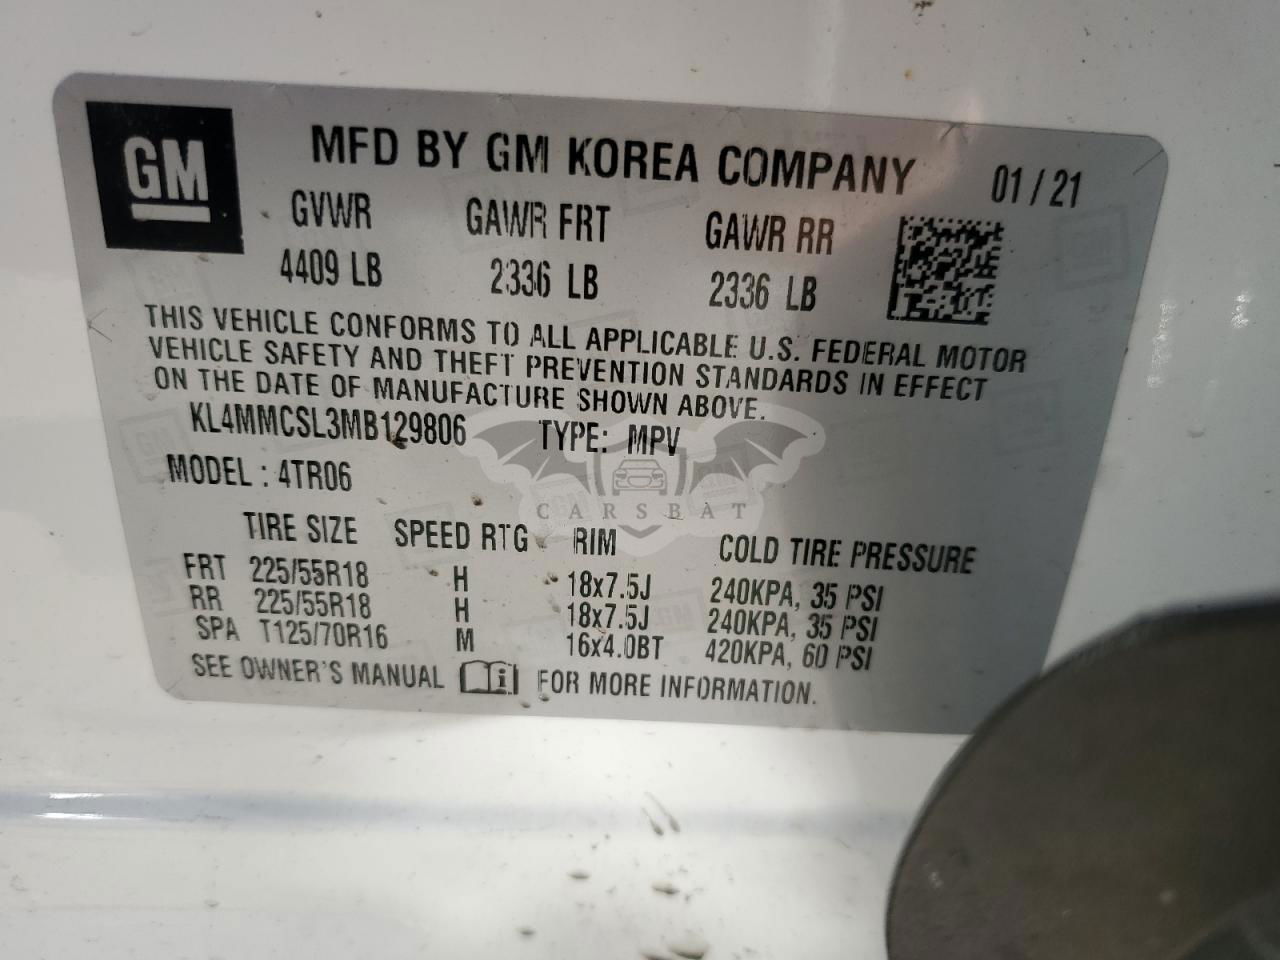 GM
MFD BY GM KOREA COMPANY 01 / 21
GVWR GAWR FRT GAWR RR
4409 LB 2336 LB 2336 LB
THIS VEHICLE CONFORMS TO ALL APPLICABLE U.S. FEDERAL MOTOR
VEHICLE SAFETY AND THEFT PREVENTION STANDARDS IN EFFECT
ON THE DATE OF MANUFACTURE SHOWN ABOVE.
KL4MMCSL3MB129806 TYPE: MPV
MODEL : 4TR06
CARSBAT
TIRE SIZE SPEED RTG RIM COLD TIRE PRESSURE
FRT 225/55R18 H 18x7.5J 240KPA, 35 PSI
RR 225/55R18 H 18x7.5J 240KPA, 35 PSI
SPA T125/70R16 M 16x4.0BT 420KPA, 60 PSI
SEE OWNER'S MANUAL i FOR MORE INFORMATION.